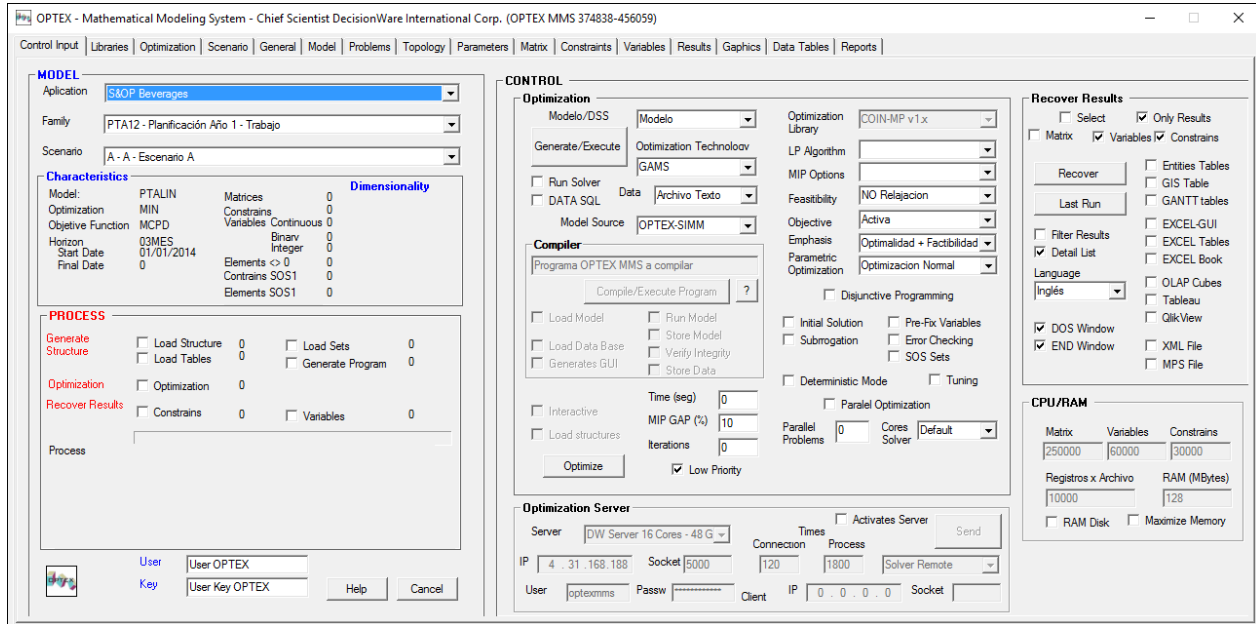 OPTEX - Mathematical Modeling System - Chief Scientist DecisionWare International Corp. (OPTEX MMS 374838-456059)
Control Input Libraries Optimization Scenario General Model Problems Topology Parameters Matrix Constraints Variables Results Gaphics Data Tables Reports
MODEL
Aplication S&OP Beverages
Family PTA12 - Planificación Año 1 - Trabajo
Scenario A - A - Escenario A
Characteristics
Dimensionality
Model: PTALIN
Optimization MIN
Objetive Function MCPD
Horizon 03MES
Start Date 01/01/2014
Final Date 0
Matrices 0
Constrains 0
Variables Continuous 0
Binary 0
Integer 0
Elements <> 0 0
Contrains SOS1 0
Elements SOS1 0
PROCESS
Generate Structure
Load Structure 0 Load Sets 0
Load Tables 0 Generate Program 0
Optimization Optimization 0
Recover Results Constrains 0 Variables 0
Process
User User OPTEX
Key User Key OPTEX
Help Cancel
CONTROL
Optimization
Modelo/DSS Modelo
Generate/Execute
Optimization Technology
GAMS
Run Solver
DATA SQL
Data Archivo Texto
Model Source OPTEX-SIMM
Compiler
Programa OPTEX MMS a compilar
Compile/Execute Program ?
Load Model Run Model
Store Model
Load Data Base Verify Integrity
Generates GUI Store Data
Interactive
Load structures
Time (seg) 0
MIP GAP (%) 10
Iterations 0
Optimize Low Priority
Optimization Library COIN-MP v1.x
LP Algorithm
MIP Options
Feasibility NO Relajacion
Objective Activa
Emphasis Optimalidad + Factibilidad
Parametric Optimization Optimizacion Normal
Disjunctive Programming
Initial Solution Pre-Fix Variables
Subrrogation Error Checking
SOS Sets
Deterministic Mode Tuning
Paralel Optimization
Parallel Problems 0 Cores Solver Default
Optimization Server
Activates Server
Server DW Server 16 Cores - 48 G
Times
Connection Process
Send
IP 4 . 31 .168.188 Socket 5000 120 1800 Solver Remote
User optexmms Passw ************ Client IP 0 . 0 . 0 . 0 Socket
Recover Results
Select Only Results
Matrix Variables Constrains
Recover
Last Run
Filter Results
Detail List
Language
Inglés
DOS Window
END Window
Entities Tables
GIS Table
GANTT tables
EXCEL-GUI
EXCEL Tables
EXCEL Book
OLAP Cubes
Tableau
QlikView
XML File
MPS File
CPU/RAM
Matrix Variables Constrains
250000 60000 30000
Registros x Archivo RAM (MBytes)
10000 128
RAM Disk Maximize Memory